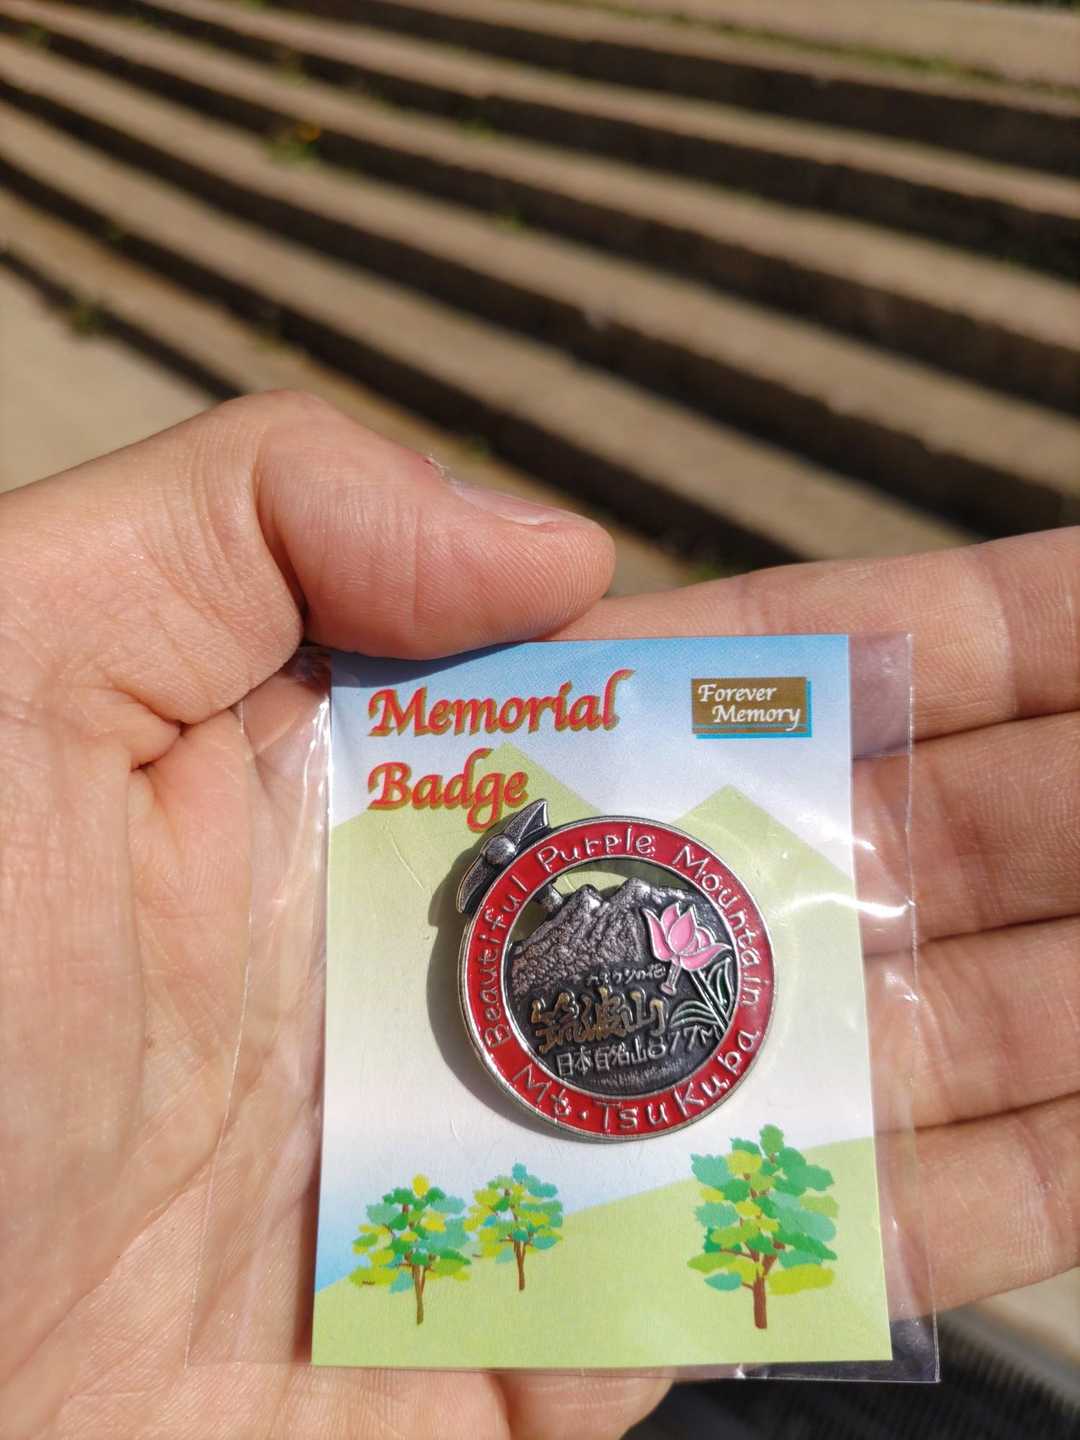 Memorial
Badge
Forever
Memory
Beautiful Purple Mountain
筑波山
日本百名山877M
Mt. Tsukuba